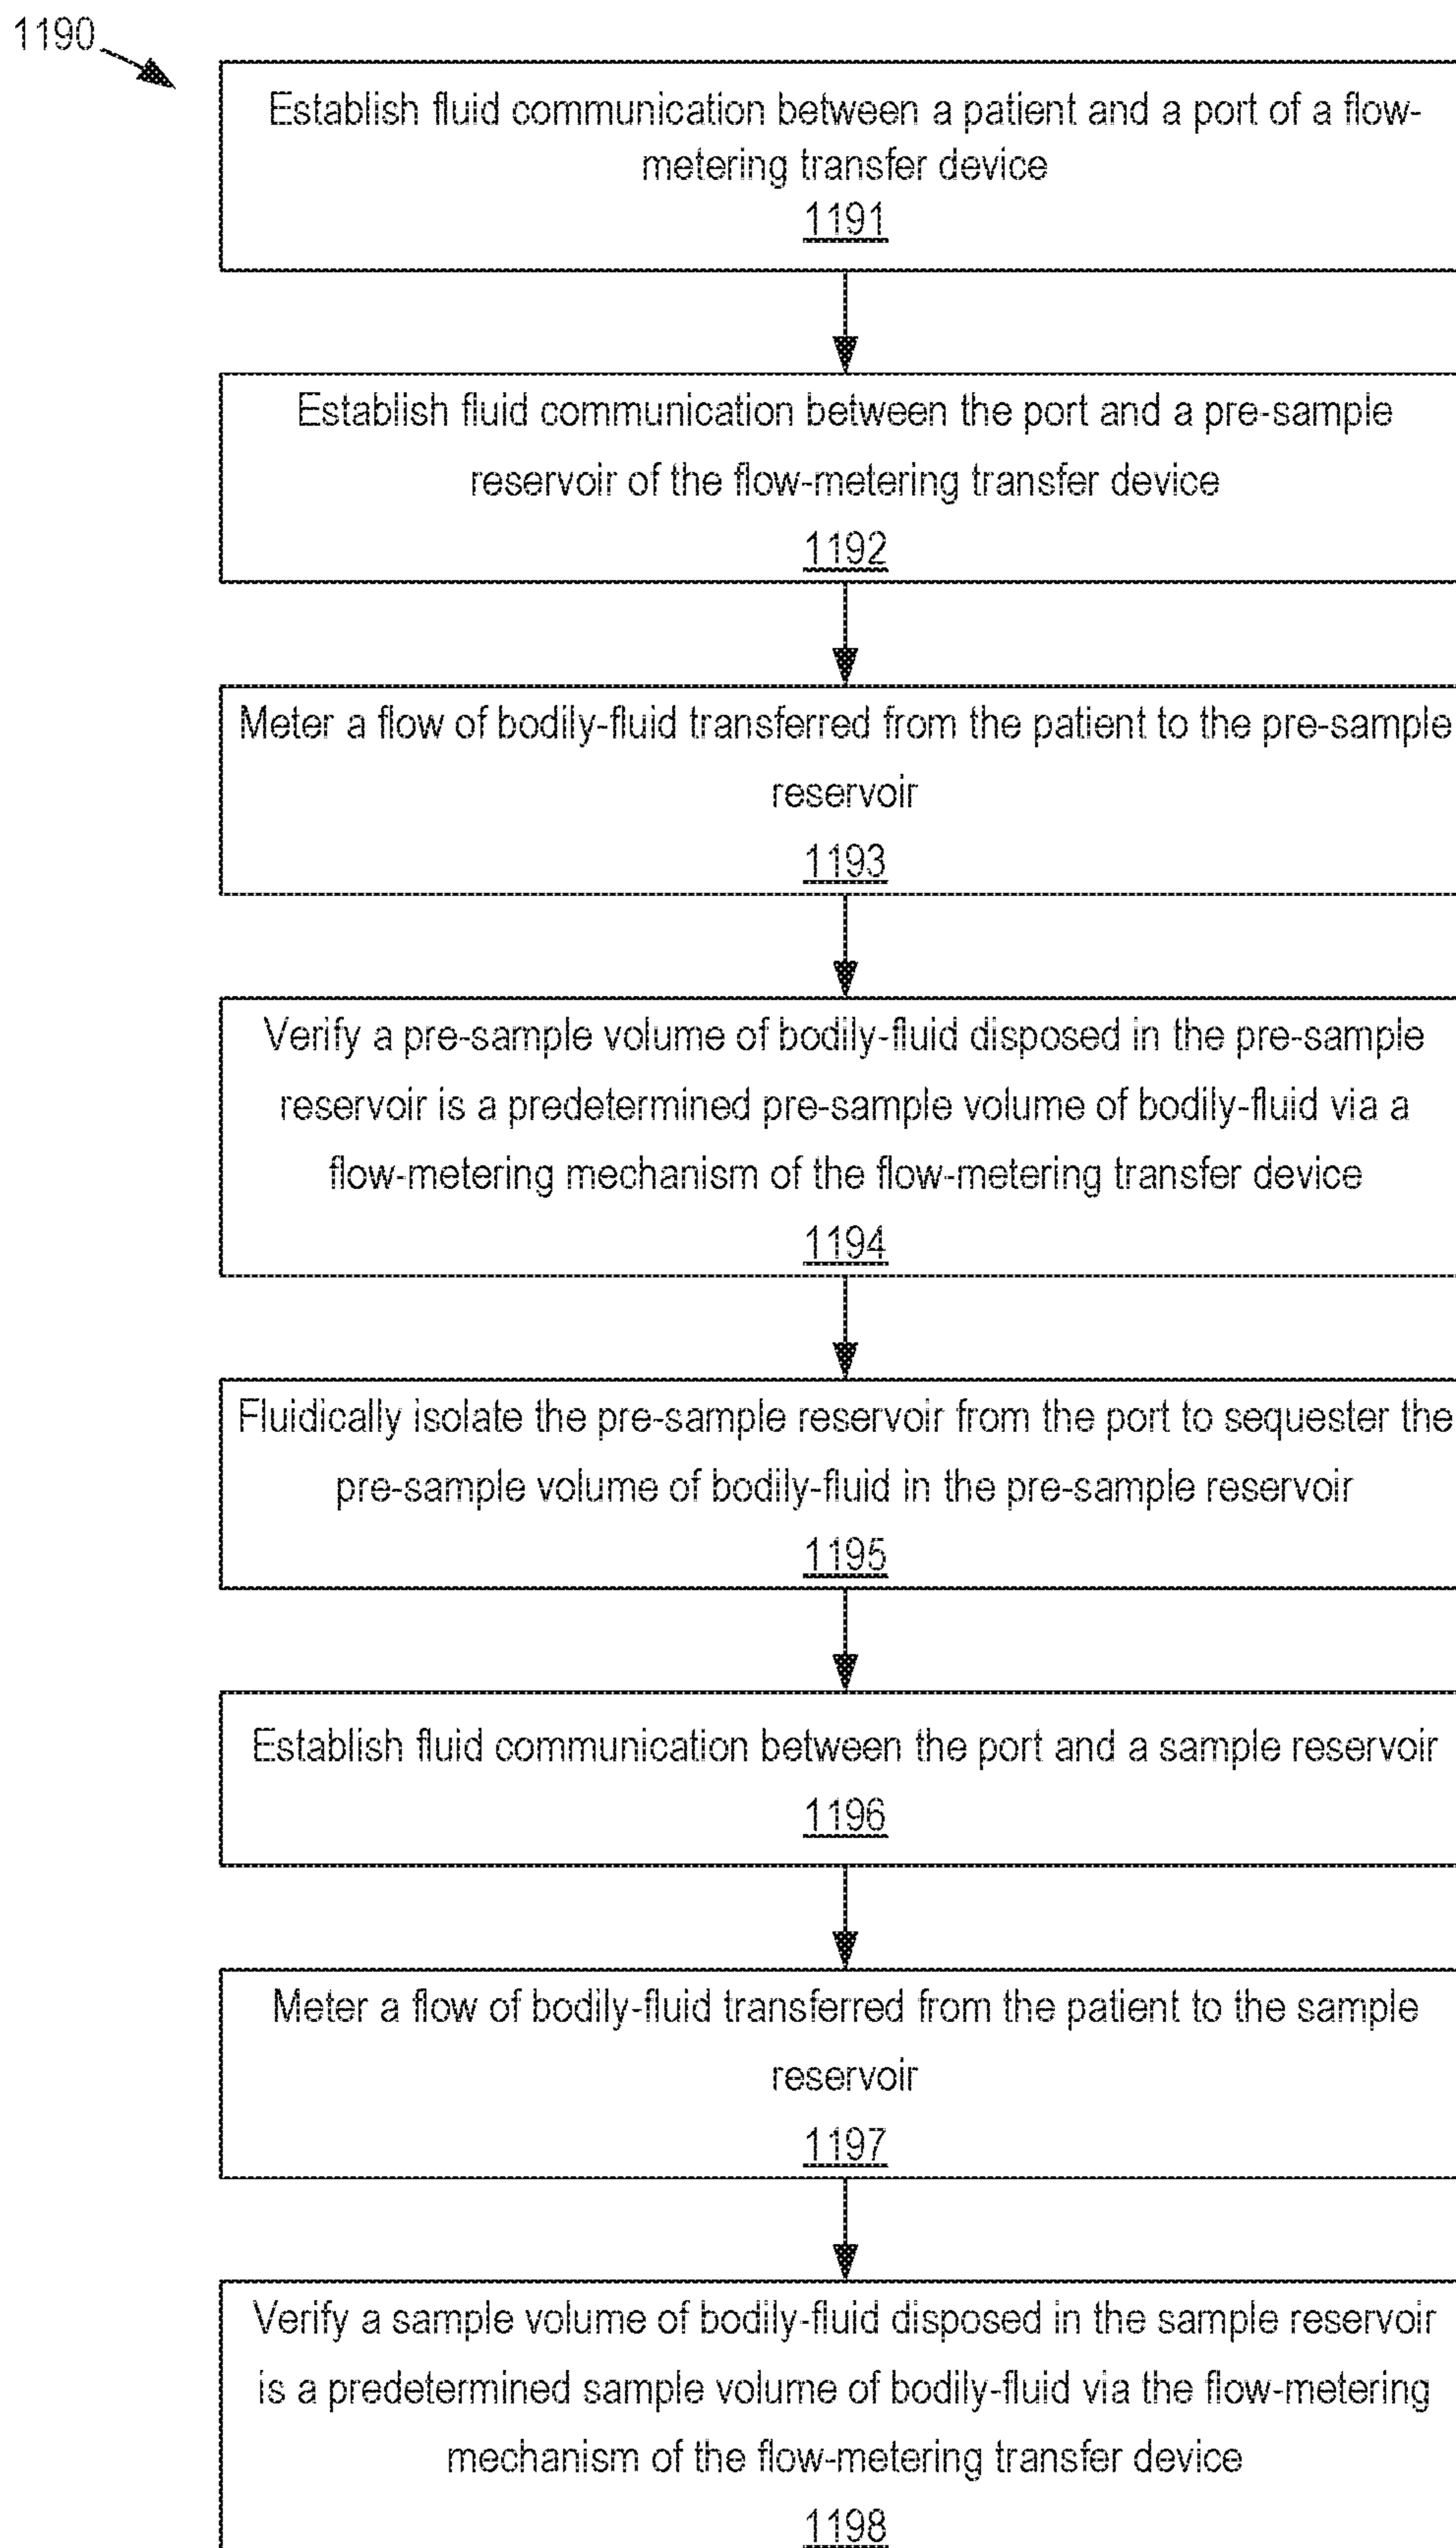 1190
Establish fluid communication between a patient and a port of a flow-
metering transfer device
1191
Establish fluid communication between the port and a pre-sample
reservoir of the flow-metering transfer device
1192
Meter a flow of bodily-fluid transferred from the patient to the pre-sample
reservoir
1193
Verify a pre-sample volume of bodily-fluid disposed in the pre-sample
reservoir is a predetermined pre-sample volume of bodily-fluid via a
flow-metering mechanism of the flow-metering transfer device
1194
Fluidically isolate the pre-sample reservoir from the port to sequester the
pre-sample volume of bodily-fluid in the pre-sample reservoir
1195
Establish fluid communication between the port and a sample reservoir
1196
Meter a flow of bodily-fluid transferred from the patient to the sample
reservoir
1197
Verify a sample volume of bodily-fluid disposed in the sample reservoir
is a predetermined sample volume of bodily-fluid via the flow-metering
mechanism of the flow-metering transfer device
1198